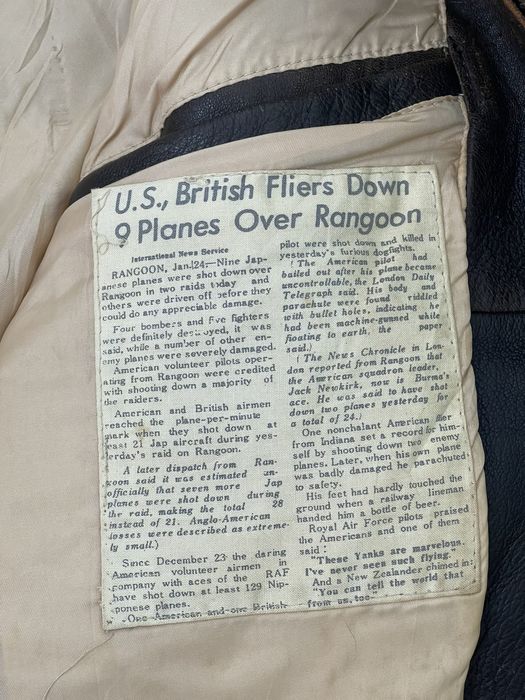 U.S., British Fliers Down
9 Planes Over Rangoon
International News Service
RANGOON, Jan. 24.—Nine Jap-
anese planes were shot down over
Rangoon in two raids today and
others were driven off before they
could do any appreciable damage.
Four bombers and five fighters
were definitely destroyed, it was
said, while a number of other en-
emy planes were severely damaged.
American volunteer pilots oper-
ating from Rangoon were credited
with shooting down a majority of
the raiders.
American and British airmen
reached the plane-per-minute
mark when they shot down at
least 21 Jap aircraft during yes-
terday's raid on Rangoon.
A later dispatch from Ran-
goon said it was estimated un-
officially that seven more Jap
planes were shot down during
the raid, making the total 28
instead of 21. Anglo-American
losses were described as extreme-
ly small.)
Since December 23 the daring
American volunteer airmen in
company with aces of the RAF
have shot down at least 129 Nip-
ponese planes.
One American and one British
pilot were shot down and killed in
yesterday's furious dogfights.
(The American pilot had
bailed out after his plane became
uncontrollable, the London Daily
Telegraph said. His body and
parachute were found riddled
with bullet holes, indicating he
had been machine-gunned while
floating to earth, the paper
said.)
(The News Chronicle in Lon-
don reported from Rangoon that
the American squadron leader,
Jack Newkirk, now is Burma's
ace. He was said to have shot
down two planes yesterday for
a total of 24.)
One nonchalant American flier
from Indiana set a record for him-
self by shooting down two enemy
planes. Later, when his own plane
was badly damaged he parachuted
to safety.
His feet had hardly touched the
ground when a railway lineman
handed him a bottle of beer.
Royal Air Force pilots praised
the Americans and one of them
said:
"These Yanks are marvelous.
I've never seen such flying."
And a New Zealander chimed in:
"You can tell the world that
from us, too."